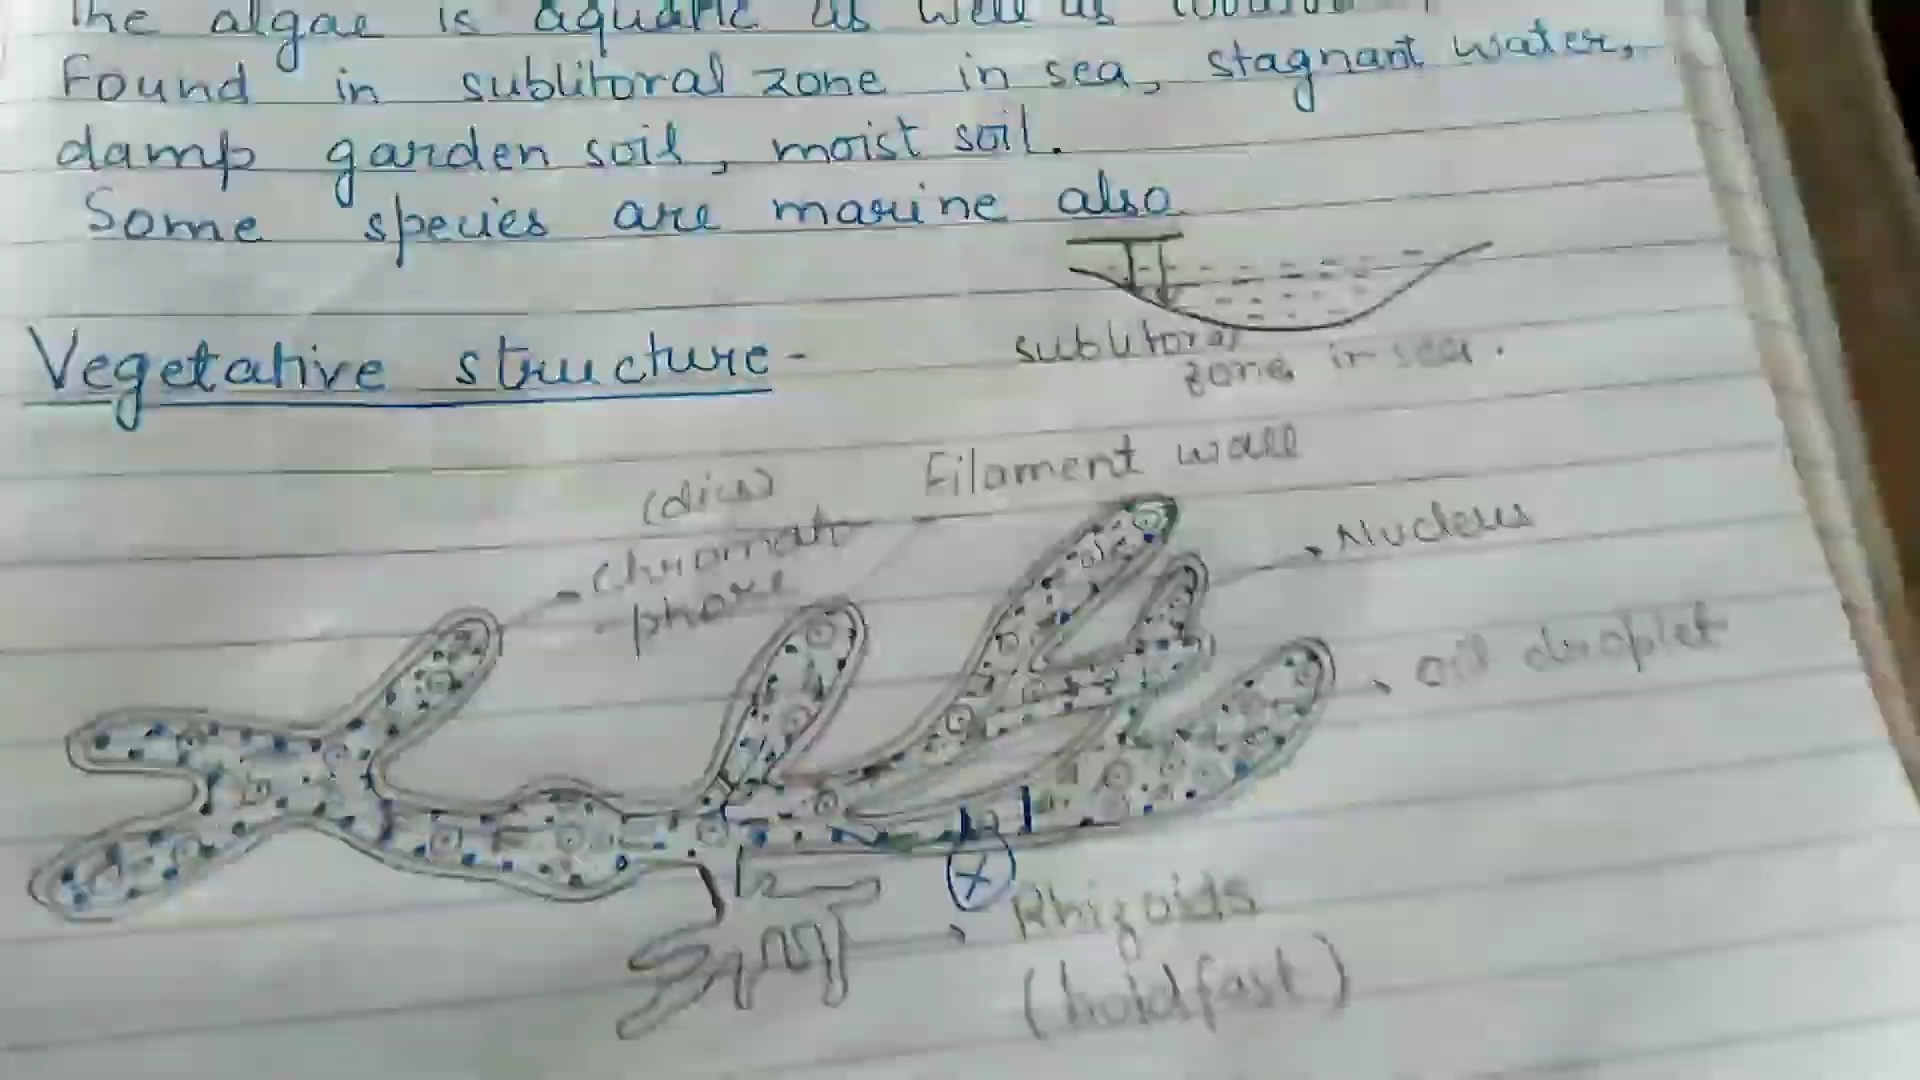 The algae is aquatic as well as
Found in sublitoral zone in sea, stagnant water,
damp garden soil, moist soil.
Some species are marine also
sublitoral
zone in sea.
Vegetative structure-
Filament wall
chromat
-phore
Nucleus
oil droplet
Rhizoids
(holdfast)